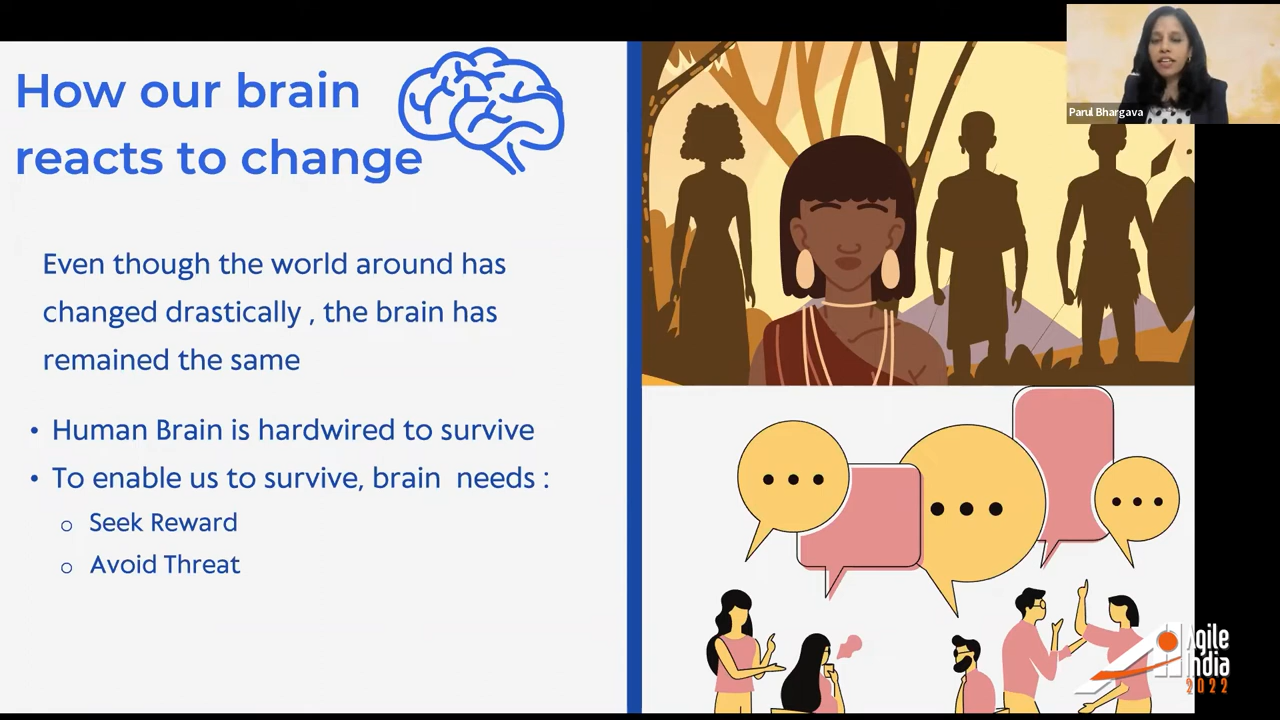 How our brain
reacts to change
Even though the world around has
changed drastically , the brain has
remained the same
• Human Brain is hardwired to survive
• To enable us to survive, brain needs :
o Seek Reward
o Avoid Threat
Parul Bhargava
Agile
India
2022